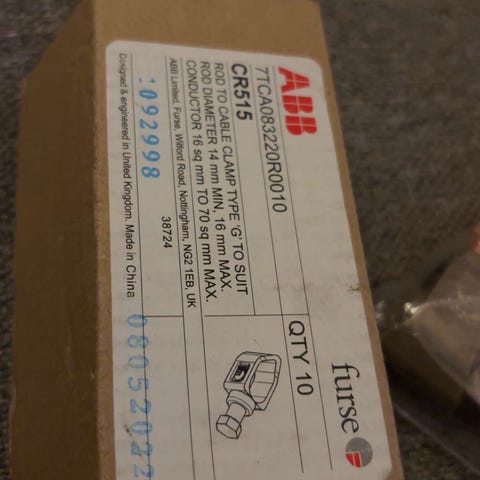 ABB
furse
7TCA083220R0010
QTY 10
CR515
ROD TO CABLE CLAMP TYPE 'G' TO SUIT
ROD DIAMETER 14 mm MIN, 16 mm MAX.
CONDUCTOR 16 sq mm TO 70 sq mm MAX.
ABB Limited, Furse, Wilford Road, Nottingham, NG2 1EB, UK
38724
1092998
08052022
Designed & engineered in United Kingdom. Made in China